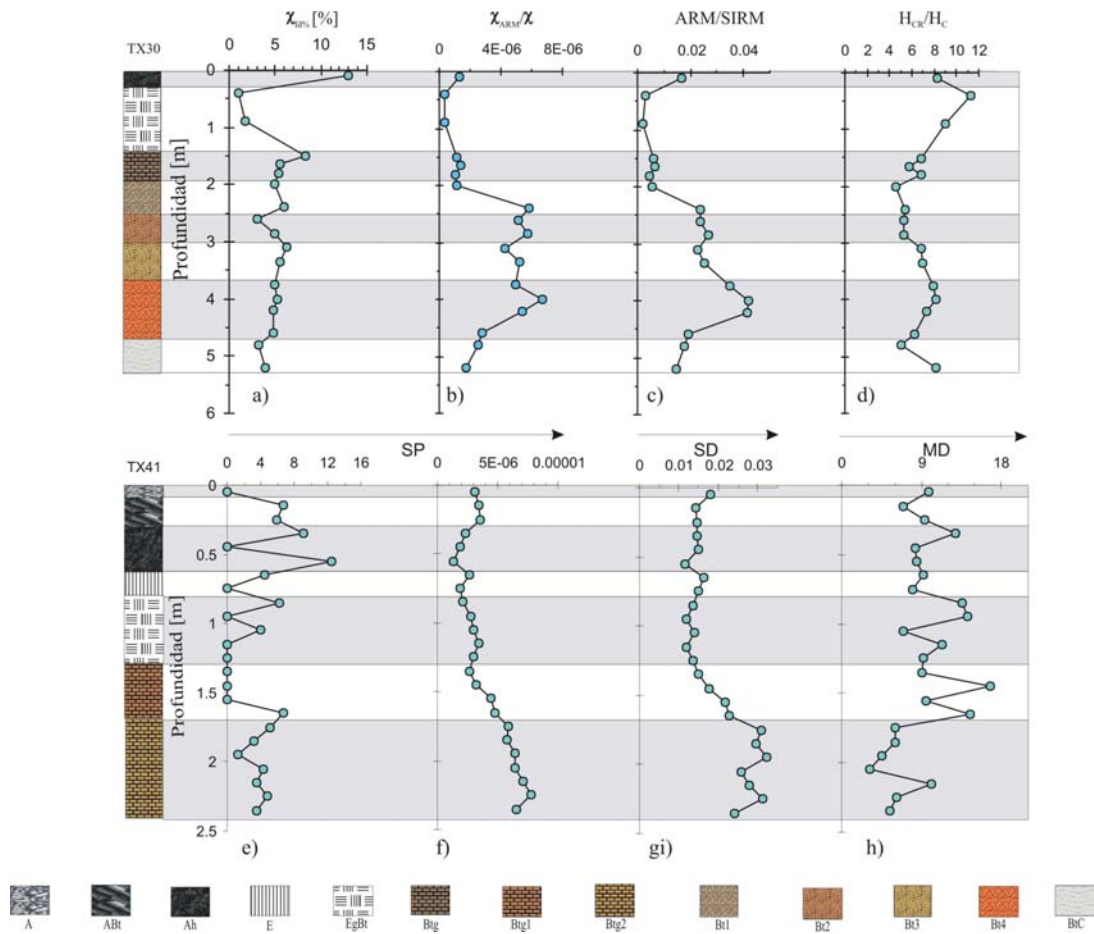 χSP% [%]
χARM/χ
ARM/SIRM
HCR/HC
TX30
0 5 10 15
4E-06 8E-06
0 0.02 0.04
0 2 4 6 8 10 12
0
1
2
3
4
5
6
Profundidad [m]
a)
b)
c)
d)
SP
SD
MD
TX41
0 4 8 12 16
0 5E-06 0.00001
0 0.01 0.02 0.03
0 9 18
0
0.5
1
1.5
2
2.5
Profundidad [m]
e)
f)
gi)
h)
A ABt Ah E EgBt Btg Btg1 Btg2 Bt1 Bt2 Bt3 Bt4 BtC